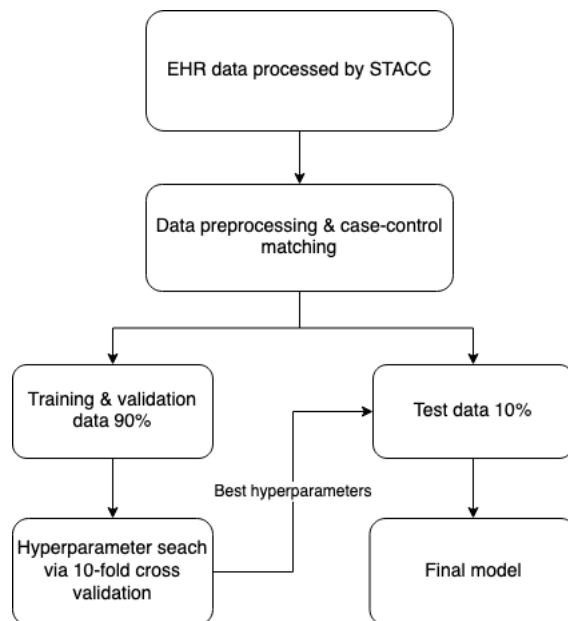 EHR data processed by STACC
Data preprocessing & case-control
matching
Training & validation
data 90%
Test data 10%
Best hyperparameters
Hyperparameter seach
via 10-fold cross
validation
Final model